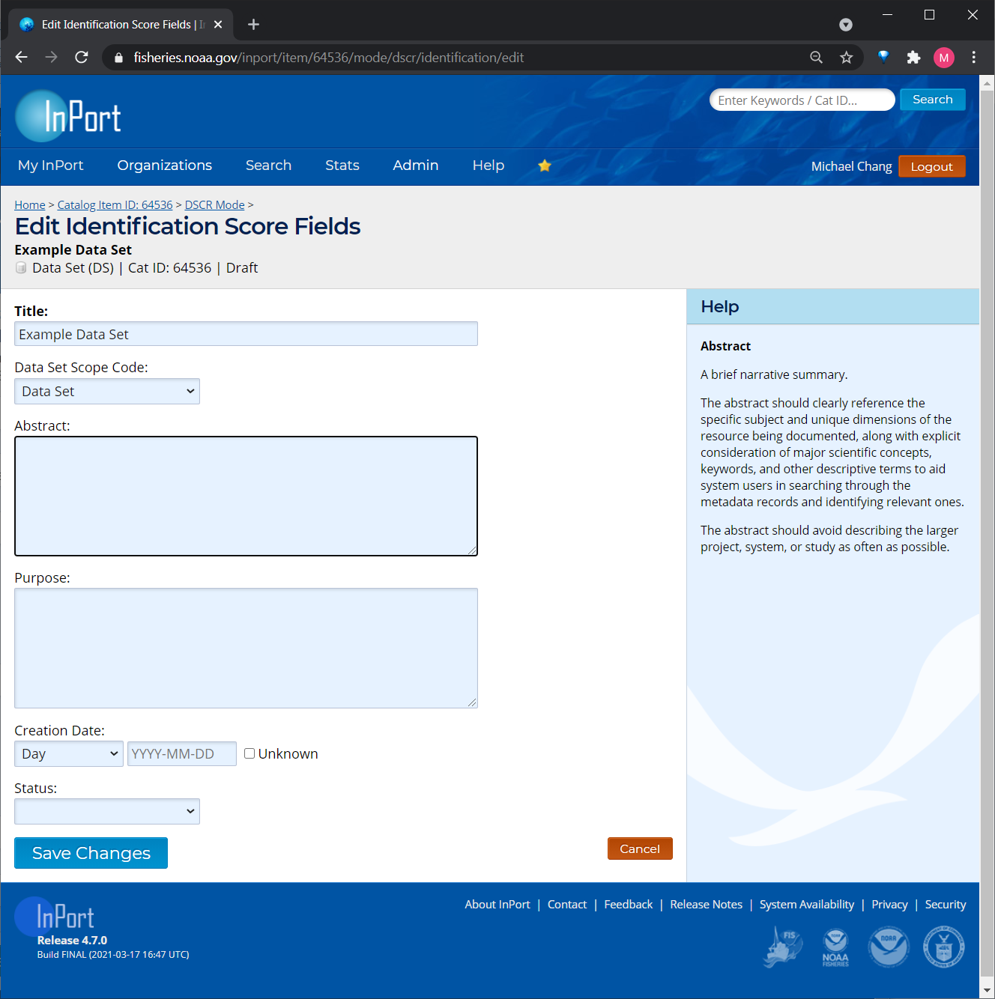 Edit Identification Score Fields | In
fisheries.noaa.gov/inport/item/64536/mode/dscr/identification/edit
M
InPort
Enter Keywords / Cat ID...
Search
My InPort
Organizations
Search
Stats
Admin
Help
Michael Chang
Logout
Home > Catalog Item ID: 64536 > DSCR Mode >
Edit Identification Score Fields
Example Data Set
Data Set (DS) | Cat ID: 64536 | Draft
Title:
Example Data Set
Data Set Scope Code:
Data Set
Abstract:
Purpose:
Creation Date:
Day
YYYY-MM-DD
Unknown
Status:
Save Changes
Cancel
Help
Abstract
A brief narrative summary.
The abstract should clearly reference the
specific subject and unique dimensions of the
resource being documented, along with explicit
consideration of major scientific concepts,
keywords, and other descriptive terms to aid
system users in searching through the
metadata records and identifying relevant ones.
The abstract should avoid describing the larger
project, system, or study as often as possible.
InPort
Release 4.7.0
Build FINAL (2021-03-17 16:47 UTC)
About InPort | Contact | Feedback | Release Notes | System Availability | Privacy | Security
FIS
NOAA
FISHERIES
NOAA